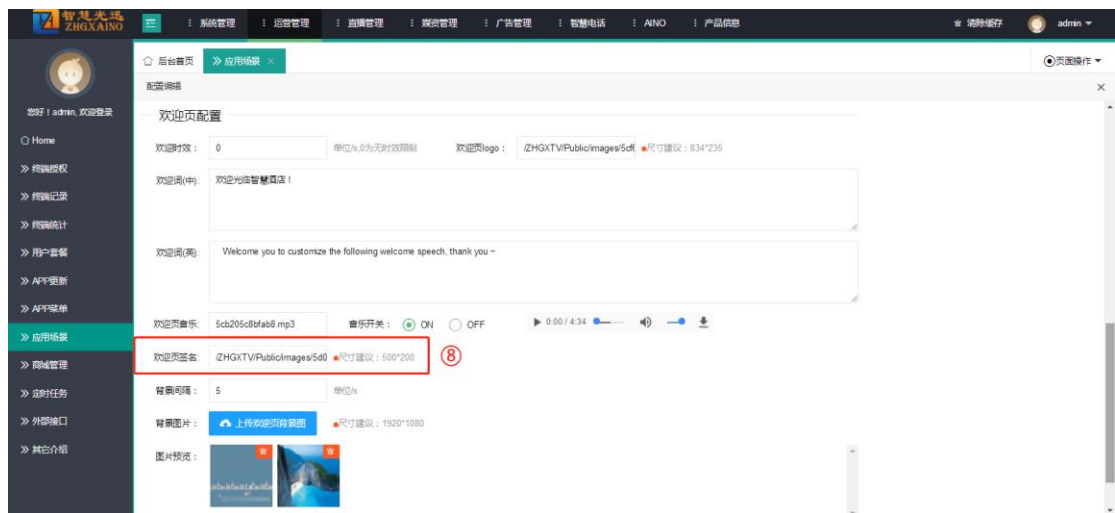 智慧光迅 ZHGXAINO
系统管理 运营管理 直播管理 媒资管理 广告管理 智慧电话 AINO 产品信息 清除缓存 admin
后台首页 应用场景 × 页面操作
配置编辑 ×
您好！admin, 欢迎登录
欢迎页配置
Home
欢迎时效： 0 单位/s,0为无时效限制 欢迎页logo： /ZHGXTV/Public/images/5cf6 尺寸建议：834*235
终端授权
欢迎词(中): 欢迎光临智慧酒店！
终端记录
终端统计
用户套餐
欢迎词(英): Welcome you to customize the following welcome speech, thank you ~
APP更新
APP菜单
欢迎页音乐: 5cb205c8bfab8.mp3 音乐开关： ON OFF 0:00 / 4:34
应用场景
欢迎页签名: /ZHGXTV/Public/images/5d0 尺寸建议：500*200 ⑧
商城管理
背景间隔： 5 单位/s
定时任务
背景图片： 上传欢迎页背景图 尺寸建议：1920*1080
外部接口
其它介绍
图片预览：